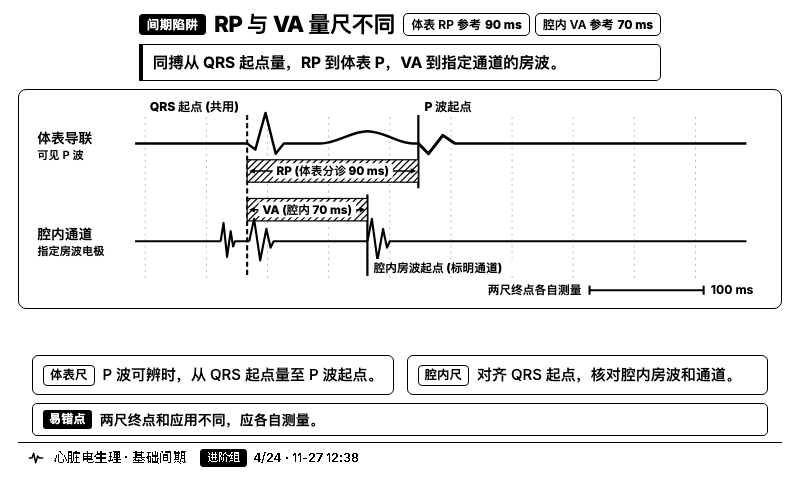 间期陷阱 RP 与 VA 量尺不同 体表 RP 参考 90 ms 腔内 VA 参考 70 ms
同搏从 QRS 起点量，RP 到体表 P，VA 到指定通道的房波。
QRS 起点 (共用) P 波起点
体表导联
可见 P 波
RP (体表分诊 90 ms)
VA (腔内 70 ms)
腔内通道
指定房波电极
腔内房波起点 (标明通道)
两尺终点各自测量 100 ms
体表尺 P 波可辨时，从 QRS 起点量至 P 波起点。
腔内尺 对齐 QRS 起点，核对腔内房波和通道。
易错点 两尺终点和应用不同，应各自测量。
心脏电生理 · 基础间期 进阶组 4/24 · 11-27 12:38